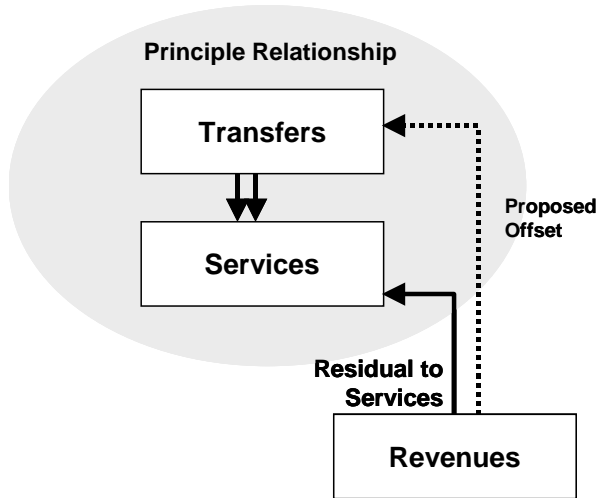 Principle Relationship
Transfers
Services
Proposed
Offset
Residual to
Services
Revenues